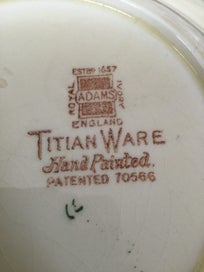 ESTBD 1657
ROYAL ADAMS IVORY
ENGLAND
TITIAN WARE
Hand Painted.
PATENTED 70566